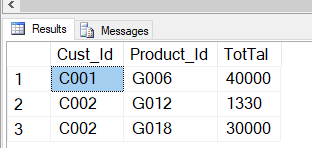 Results Messages
Cust_Id Product_Id TotTal
1 C001 G006 40000
2 C002 G012 1330
3 C002 G018 30000